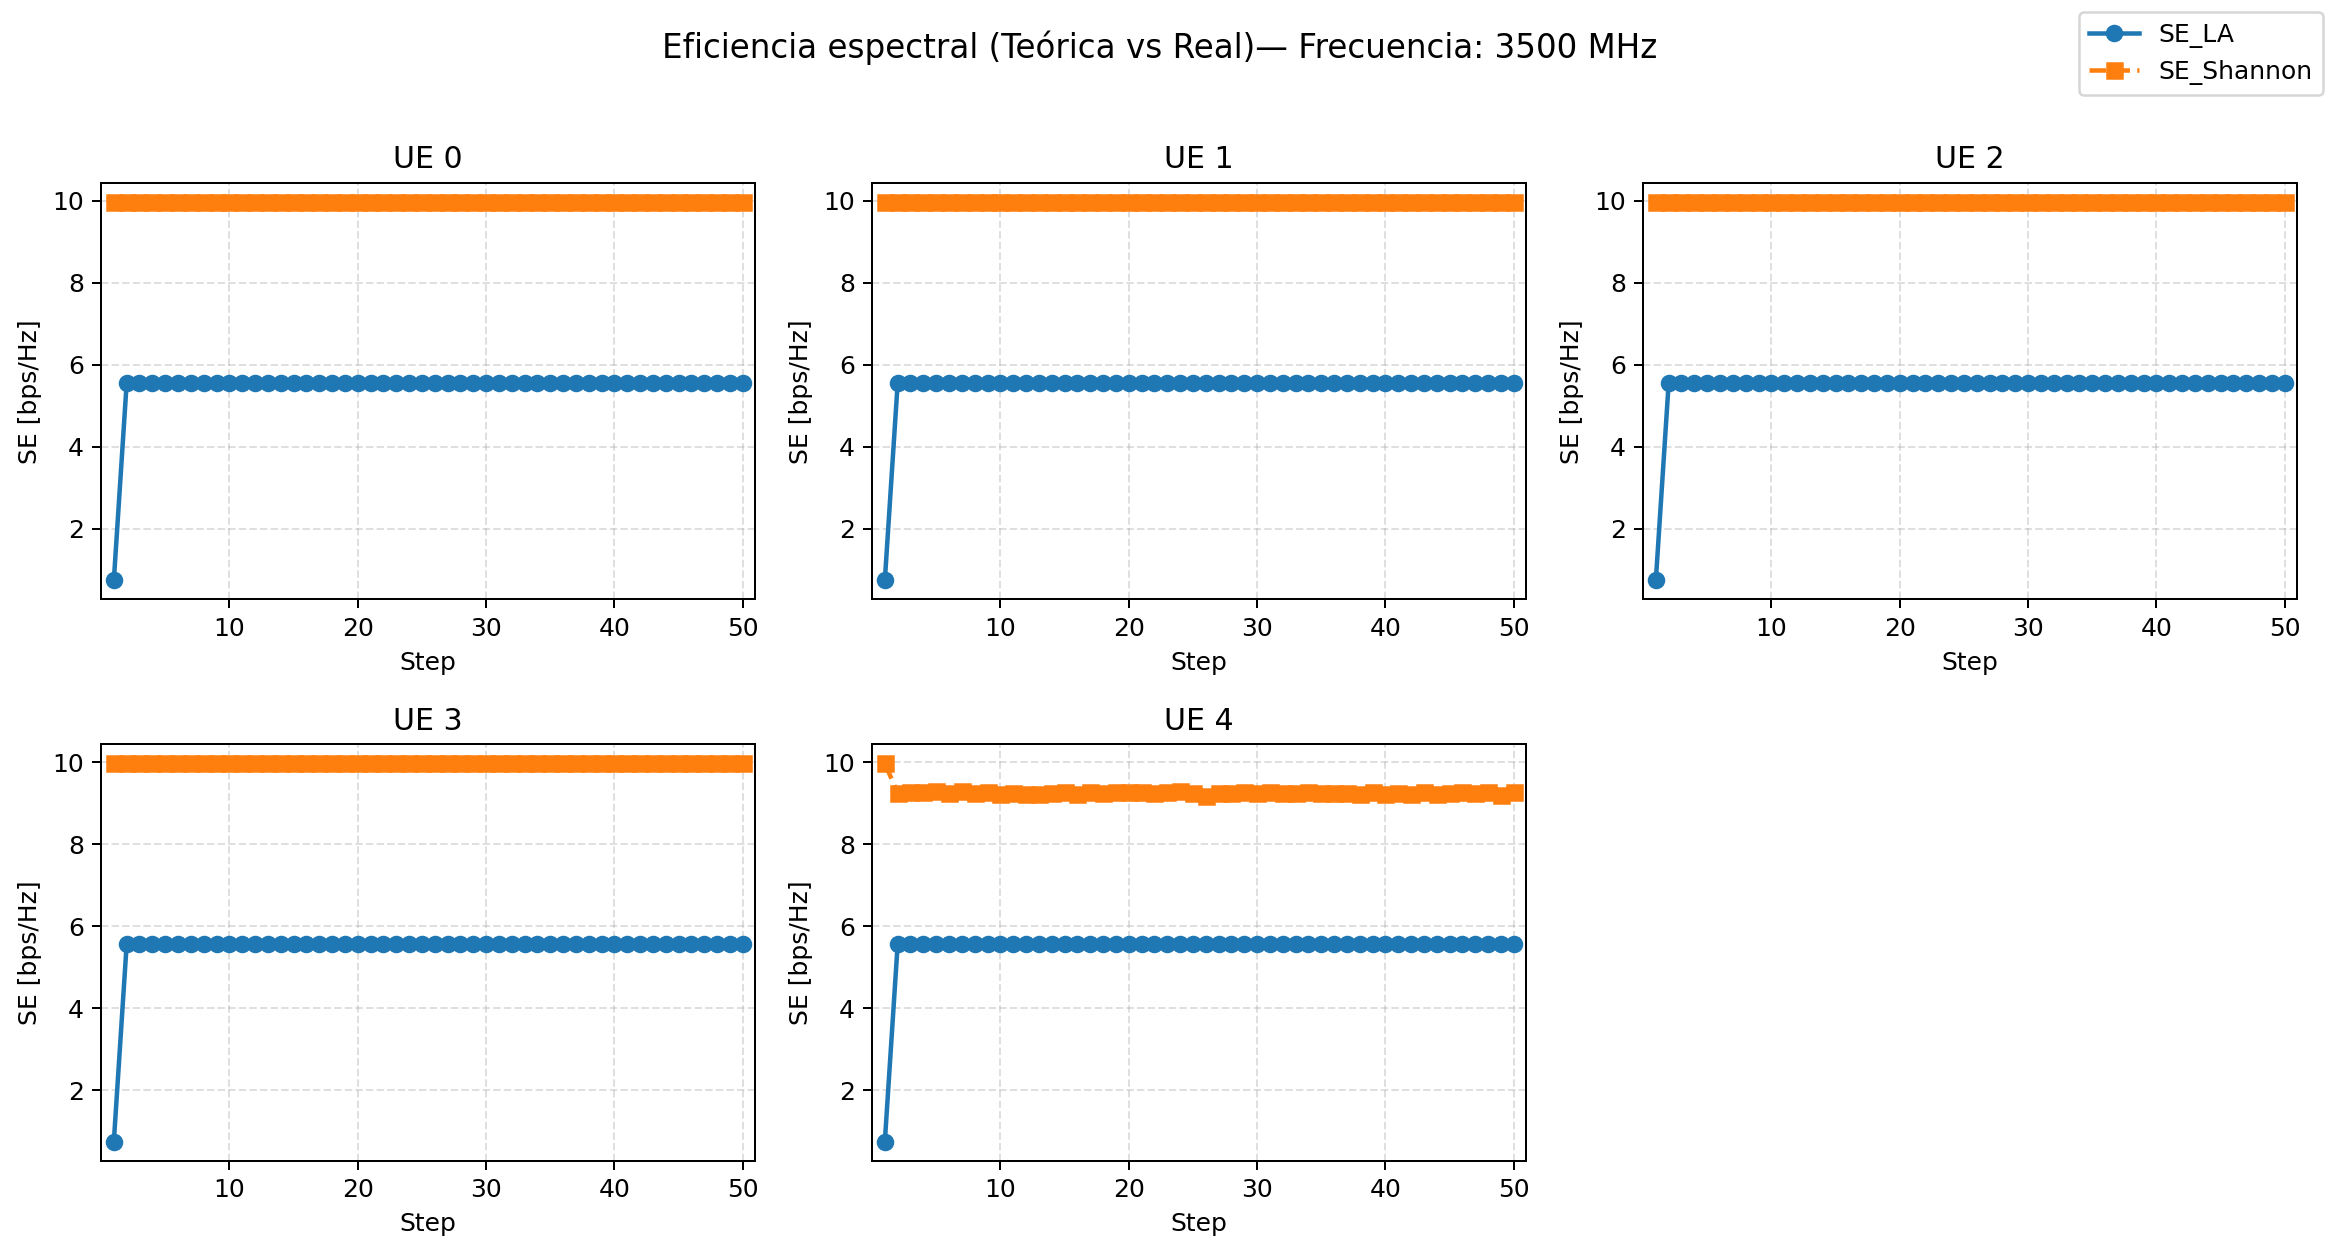 Eficiencia espectral (Teórica vs Real)— Frecuencia: 3500 MHz
SE_LA
SE_Shannon
UE 0
SE [bps/Hz]
10
8
6
4
2
10 20 30 40 50
Step
UE 1
SE [bps/Hz]
10
8
6
4
2
10 20 30 40 50
Step
UE 2
SE [bps/Hz]
10
8
6
4
2
10 20 30 40 50
Step
UE 3
SE [bps/Hz]
10
8
6
4
2
10 20 30 40 50
Step
UE 4
SE [bps/Hz]
10
8
6
4
2
10 20 30 40 50
Step